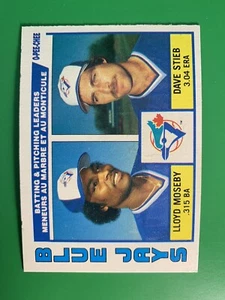 O-PEE-CHEE
BATTING & PITCHING LEADERS
MENEURS AU MARBRE ET AU MONTICULE
DAVE STIEB
3.04 ERA
LLOYD MOSEBY
.315 BA
BLUE JAYS